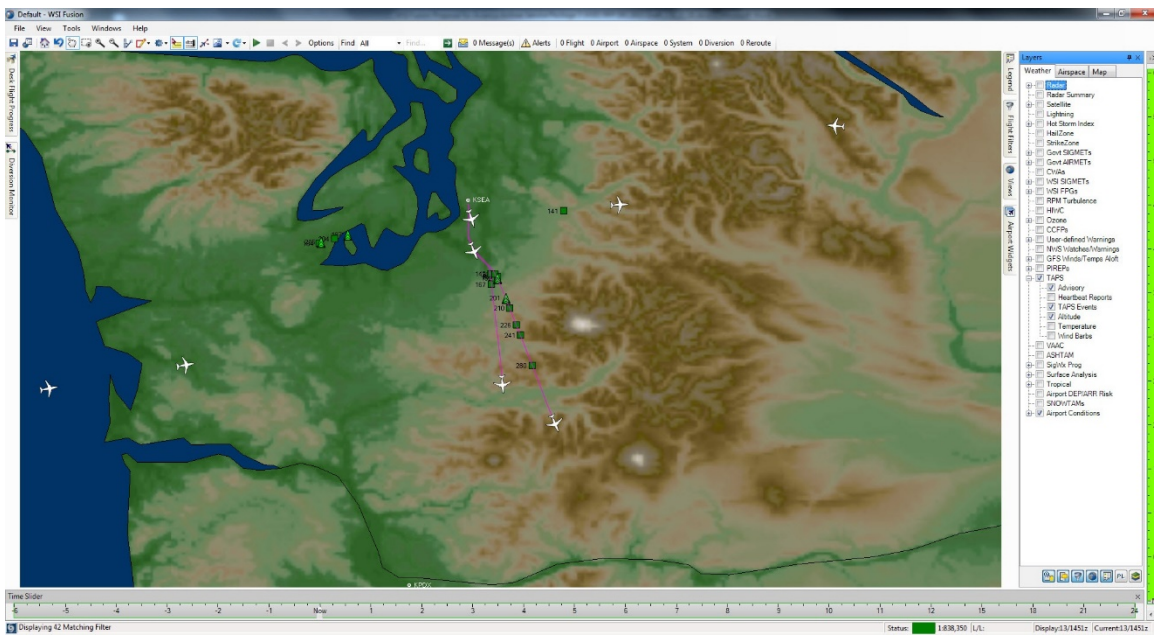 Default - WSI Fusion
File View Tools Windows Help
Options Find All Find... 0 Message(s) Alerts 0 Flight 0 Airport 0 Airspace 0 System 0 Diversion 0 Reroute
Desk Flight Progress
Diversion Monitor
KSEA
141
201
210
226
241
KPDX
Legend
Flight Filters
Views
Airport Widgets
Layers
Weather Airspace Map
Radar
Radar Summary
Satellite
Lightning
Hot Storm Index
HailZone
StrikeZone
Govt SIGMETs
Govt AIRMETs
CWAs
WSI SIGMETs
WSI FPGs
RPM Turbulence
HIWC
Ozone
CCFPs
User-defined Warnings
NWS Watches/Warnings
GFS Winds/Temps Aloft
PIREPs
TAPS
Advisory
Heartbeat Reports
TAPS Events
Altitude
Temperature
Wind Barbs
VAAC
ASHTAM
SigWx Prog
Surface Analysis
Tropical
Airport DEP/ARR Risk
SNOWTAMs
Airport Conditions
Time Slider
-6 -5 -4 -3 -2 -1 Now 1 2 3 4 5 6 7 8 9 10 11 12 15 18 21 24
Displaying 42 Matching Filter
Status: 1:838,350 L/L: Display:13/1451z Current:13/1451z